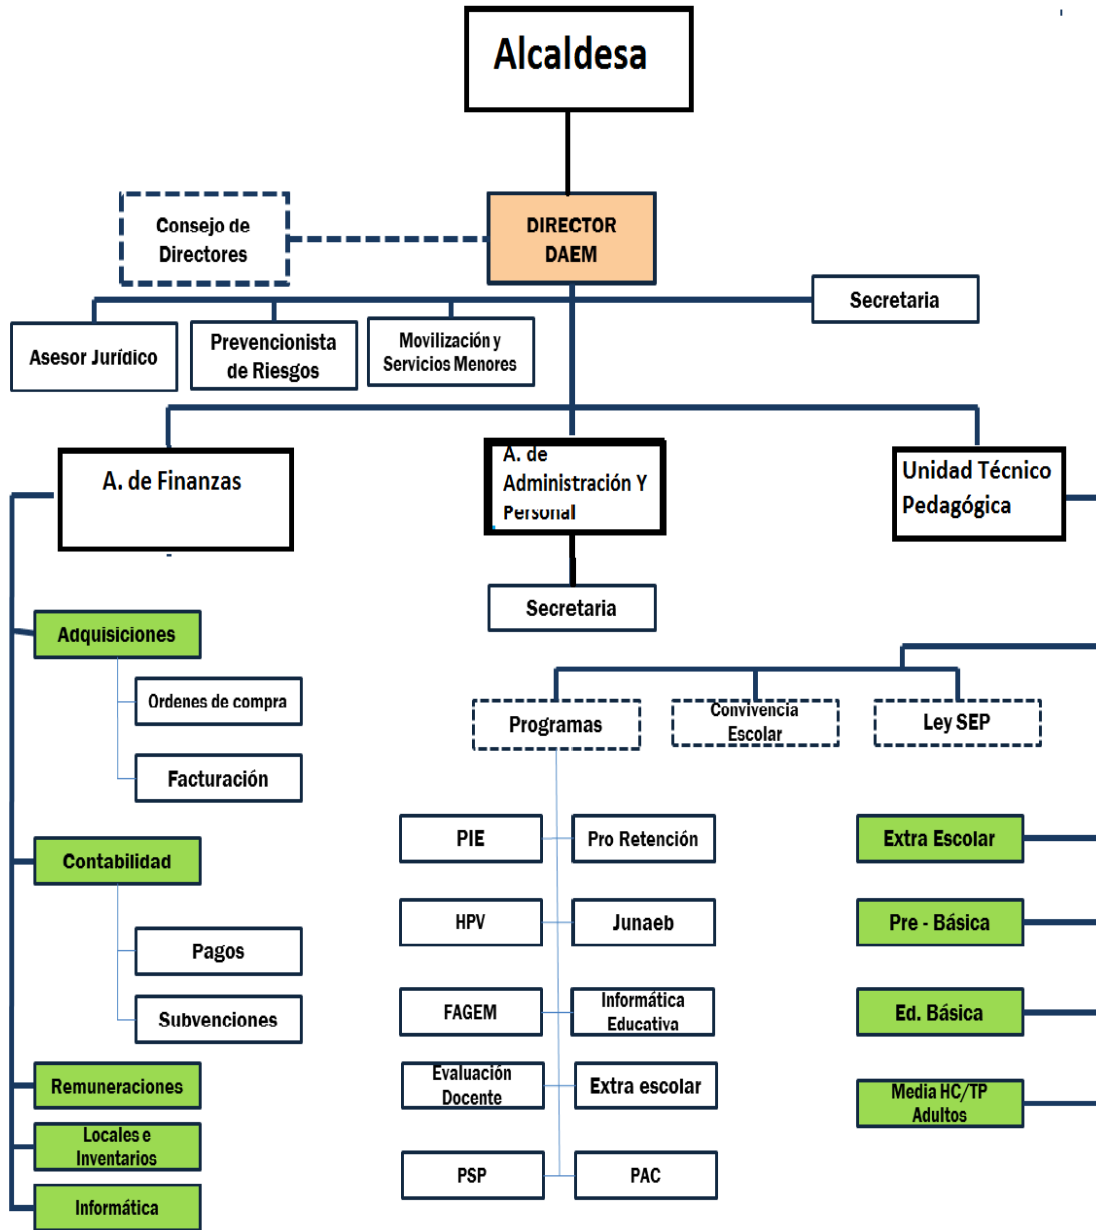 Alcaldesa
Consejo de
Directores
DIRECTOR
DAEM
Secretaria
Asesor Jurídico
Prevencionista
de Riesgos
Movilización y
Servicios Menores
A. de Finanzas
A. de
Administración Y
Personal
Unidad Técnico
Pedagógica
Secretaria
Adquisiciones
Ordenes de compra
Facturación
Contabilidad
Pagos
Subvenciones
Remuneraciones
Locales e
Inventarios
Informática
Programas
Convivencia
Escolar
Ley SEP
PIE
Pro Retención
HPV
Junaeb
FAGEM
Informática
Educativa
Evaluación
Docente
Extra escolar
PSP
PAC
Extra Escolar
Pre - Básica
Ed. Básica
Media HC/TP
Adultos